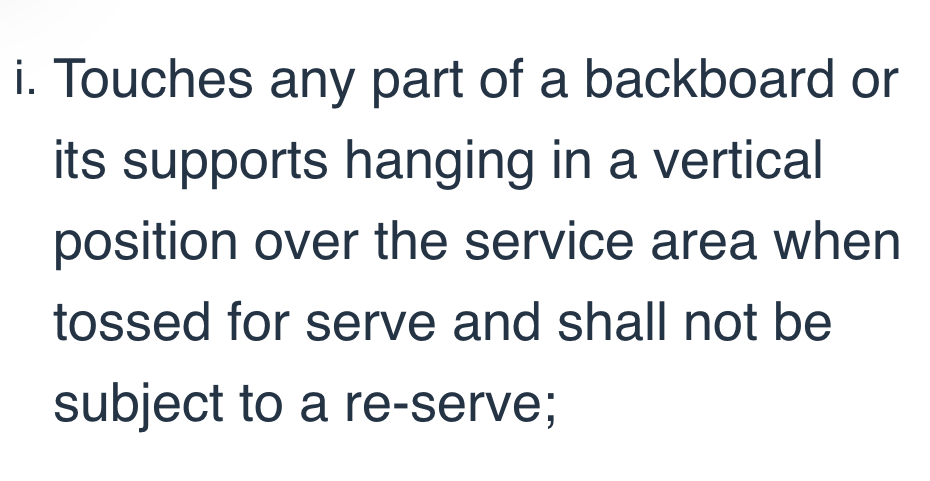 i. Touches any part of a backboard or
its supports hanging in a vertical
position over the service area when
tossed for serve and shall not be
subject to a re-serve;